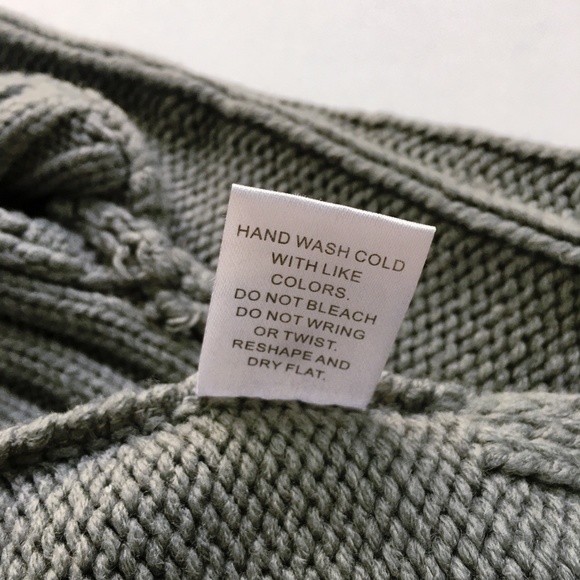 HAND WASH COLD
WITH LIKE
COLORS.
DO NOT BLEACH
DO NOT WRING
OR TWIST.
RESHAPE AND
DRY FLAT.